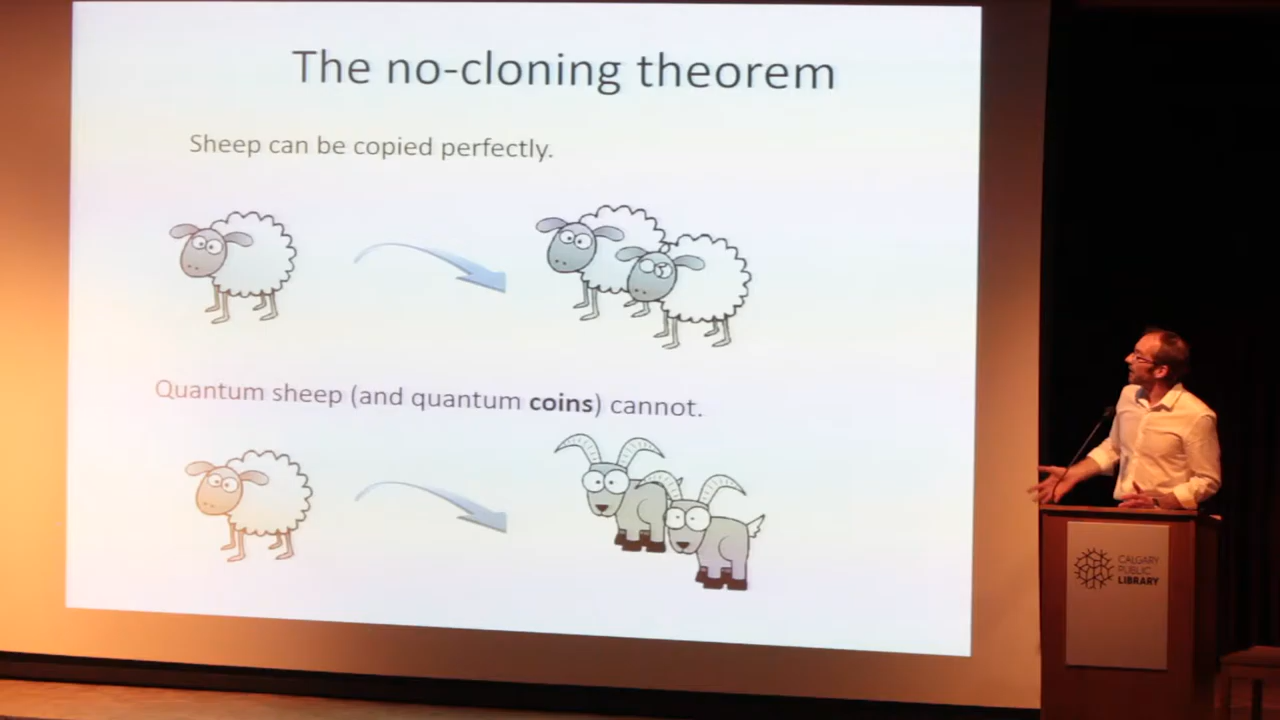 The no-cloning theorem
Sheep can be copied perfectly.
Quantum sheep (and quantum coins) cannot.
CALGARY
PUBLIC
LIBRARY